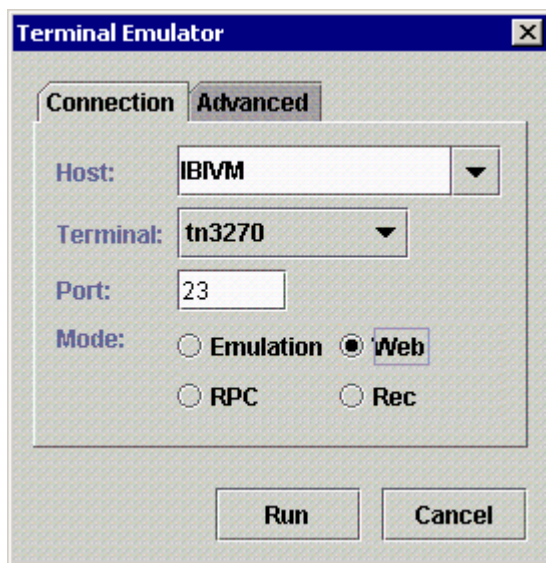 Terminal Emulator
Connection Advanced
Host: IBIVM
Terminal: tn3270
Port: 23
Mode: Emulation Web
RPC Rec
Run Cancel